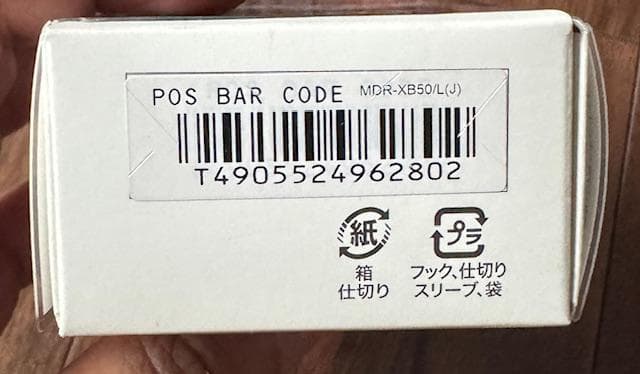 POS BAR CODE MDR-XB50/L(J)
T4905524962802
紙
箱
仕切り
プラ
フック、仕切り
スリーブ、袋